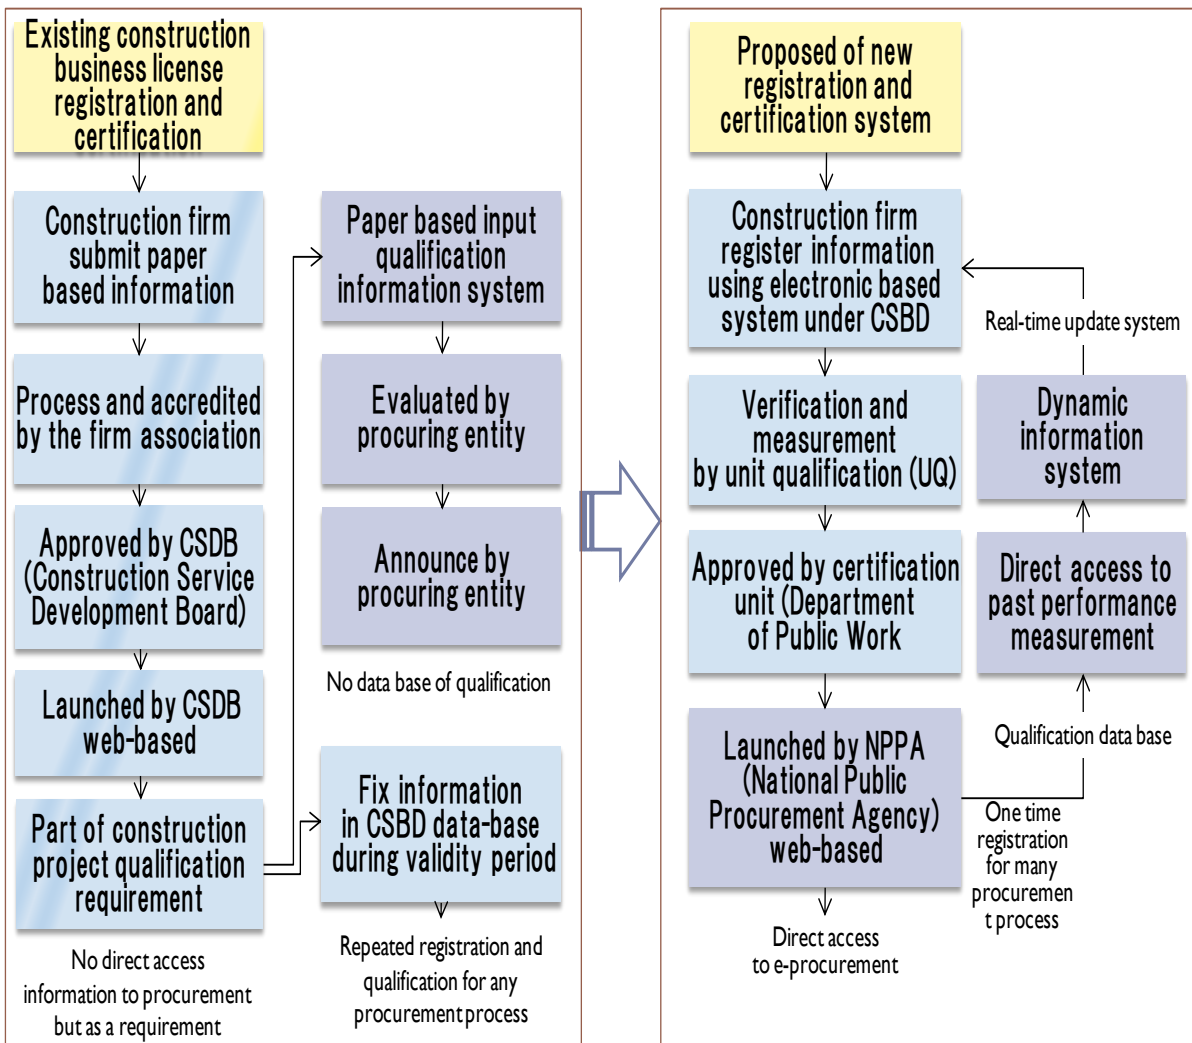 Existing construction
business license
registration and
certification
Construction firm
submit paper
based information
Process and accredited
by the firm association
Approved by CSDB
(Construction Service
Development Board)
Launched by CSDB
web-based
Part of construction
project qualification
requirement
No direct access
information to procurement
but as a requirement
Paper based input
qualification
information system
Evaluated by
procuring entity
Announce by
procuring entity
No data base of qualification
Fix information
in CSBD data-base
during validity period
Repeated registration and
qualification for any
procurement process
Proposed of new
registration and
certification system
Construction firm
register information
using electronic based
system under CSBD
Verification and
measurement
by unit qualification (UQ)
Approved by certification
unit (Department
of Public Work
Launched by NPPA
(National Public
Procurement Agency)
web-based
Direct access
to e-procurement
Real-time update system
Dynamic
information
system
Direct access to
past performance
measurement
Qualification data base
One time
registration
for many
procuremen
t process